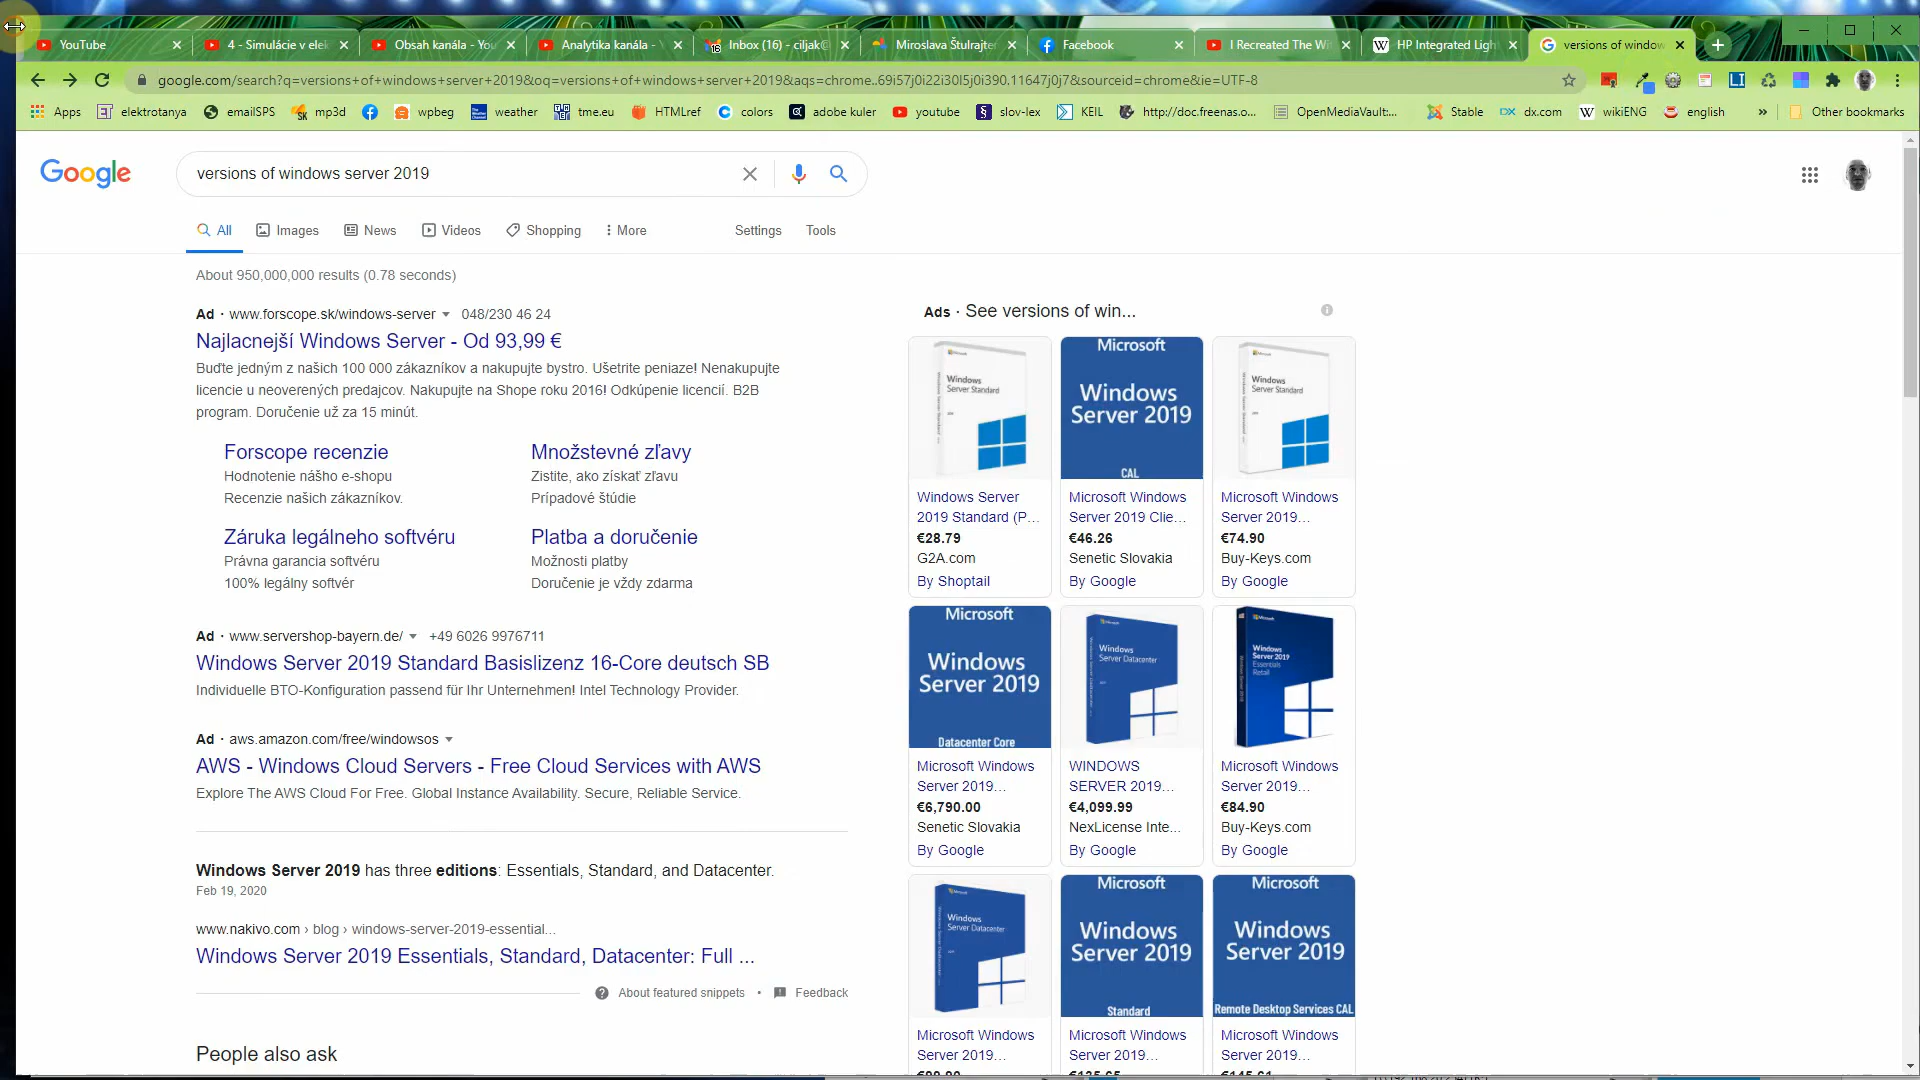 YouTube
4 - Simulácie v elek
Obsah kanála - You
Analytika kanála - Y
Inbox (16) - ciljak@
Miroslava Štulrajter
Facebook
I Recreated The Wi
HP Integrated Ligh
versions of window
google.com/search?q=versions+of+windows+server+2019&oq=versions+of+windows+server+2019&aqs=chrome..69i57j0i22i30l5j0i390.11647j0j7&sourceid=chrome&ie=UTF-8
Apps
elektrotanya
emailSPS
mp3d
wpbeg
weather
tme.eu
HTMLref
colors
adobe kuler
youtube
slov-lex
KEIL
http://doc.freenas.o...
OpenMediaVault:...
Stable
dx.com
wikiENG
english
»
Other bookmarks
Google
versions of windows server 2019
All
Images
News
Videos
Shopping
More
Settings
Tools
About 950,000,000 results (0.78 seconds)
Ad · www.forscope.sk/windows-server 048/230 46 24
Najlacnejší Windows Server - Od 93,99 €
Buďte jedným z našich 100 000 zákazníkov a nakupujte bystro. Ušetrite peniaze! Nenakupujte
licencie u neoverených predajcov. Nakupujte na Shope roku 2016! Odkúpenie licencií. B2B
program. Doručenie už za 15 minút.
Forscope recenzie
Hodnotenie nášho e-shopu
Recenzie našich zákazníkov.
Množstevné zľavy
Zistite, ako získať zľavu
Prípadové štúdie
Záruka legálneho softvéru
Právna garancia softvéru
100% legálny softvér
Platba a doručenie
Možnosti platby
Doručenie je vždy zdarma
Ad · www.servershop-bayern.de/ +49 6026 9976711
Windows Server 2019 Standard Basislizenz 16-Core deutsch SB
Individuelle BTO-Konfiguration passend für Ihr Unternehmen! Intel Technology Provider.
Ad · aws.amazon.com/free/windowsos
AWS - Windows Cloud Servers - Free Cloud Services with AWS
Explore The AWS Cloud For Free. Global Instance Availability. Secure, Reliable Service.
Windows Server 2019 has three editions: Essentials, Standard, and Datacenter.
Feb 19, 2020
www.nakivo.com › blog › windows-server-2019-essential...
Windows Server 2019 Essentials, Standard, Datacenter: Full ...
About featured snippets
•
Feedback
People also ask
Ads · See versions of win...
Windows
Server Standard
Windows Server
2019 Standard (P...
€28.79
G2A.com
By Shoptail
Microsoft
Windows
Server 2019
CAL
Microsoft Windows
Server 2019 Clie...
€46.26
Senetic Slovakia
By Google
Windows
Server Standard
Microsoft Windows
Server 2019...
€74.90
Buy-Keys.com
By Google
Microsoft
Windows
Server 2019
Datacenter Core
Microsoft Windows
Server 2019...
€6,790.00
Senetic Slovakia
By Google
Windows
Server Datacenter
WINDOWS
SERVER 2019...
€4,099.99
NexLicense Inte...
By Google
Windows
Server 2019
Essentials
Retail
Microsoft Windows
Server 2019...
€84.90
Buy-Keys.com
By Google
Windows
Server Datacenter
Microsoft Windows
Server 2019...
Microsoft
Windows
Server 2019
Standard
Microsoft Windows
Server 2019...
Microsoft
Windows
Server 2019
Remote Desktop Services CAL
Microsoft Windows
Server 2019...